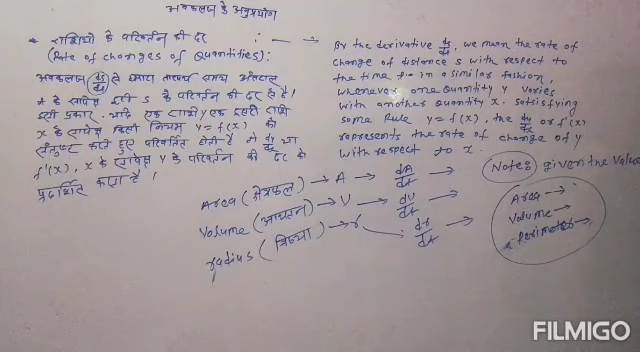 अवकलज के अनुप्रयोग
* राशियों के परिवर्तन की दर : —
(Rate of changes of Quantities):
अवकलज ds/dt से हमारा तात्पर्य समय अंतराल
t के सापेक्ष दूरी S के परिवर्तन की दर से है।
इसी प्रकार यदि एक राशि y एक दूसरी राशि
x के सापेक्ष किसी नियम y = f(x) को
संतुष्ट करते हुए परिवर्तित होती है तो dy/dx या
f'(x), x के सापेक्ष y के परिवर्तन की दर को
प्रदर्शित करता है।
By the derivative ds/dt, we mean the rate of
change of distance s with respect to
the time in a similar fashion,
whenever one quantity y varies
with another quantity x. satisfying
some Rule y = f(x), the dy/dx or f'(x)
represents the rate of change of y
with respect to x.
Area (क्षेत्रफल) → A → dA/dt →
Volume (आयतन) → V → dV/dt →
radius (त्रिज्या) → r → dr/dt →
Note: given the Value
Area →
Volume →
Perimeter →
FILMIGO